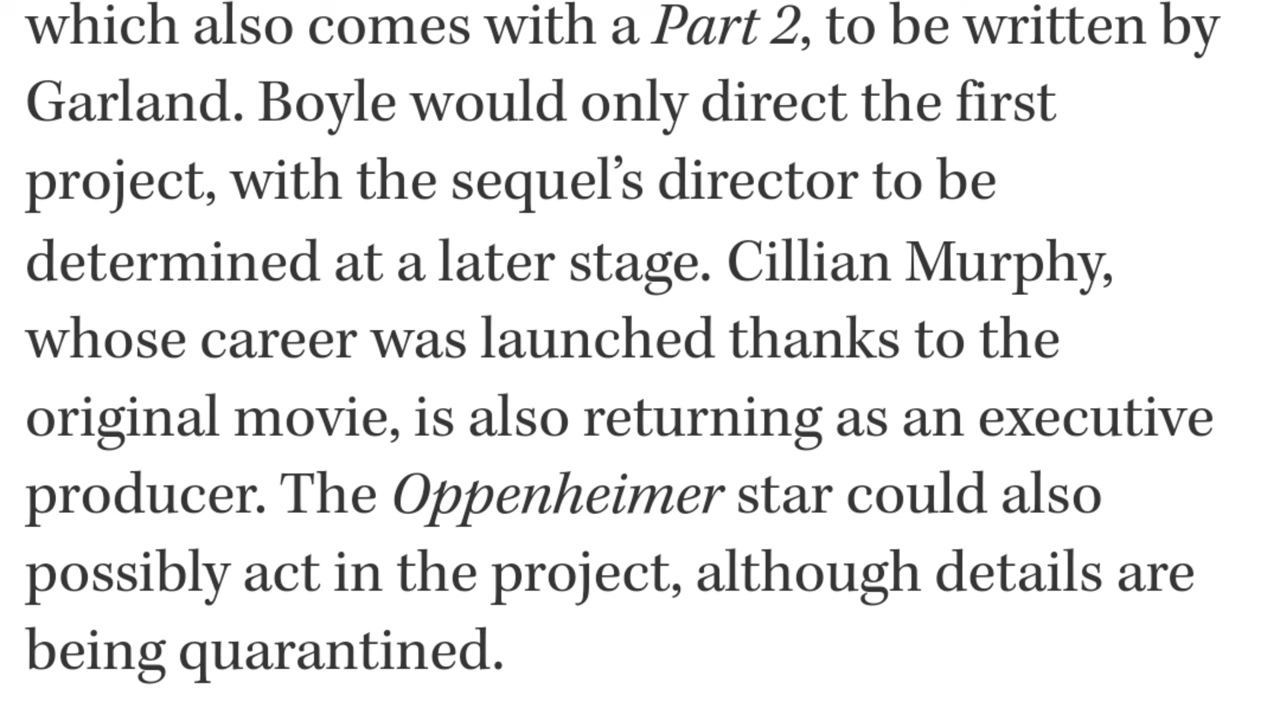 which also comes with a Part 2, to be written by
Garland. Boyle would only direct the first
project, with the sequel’s director to be
determined at a later stage. Cillian Murphy,
whose career was launched thanks to the
original movie, is also returning as an executive
producer. The Oppenheimer star could also
possibly act in the project, although details are
being quarantined.